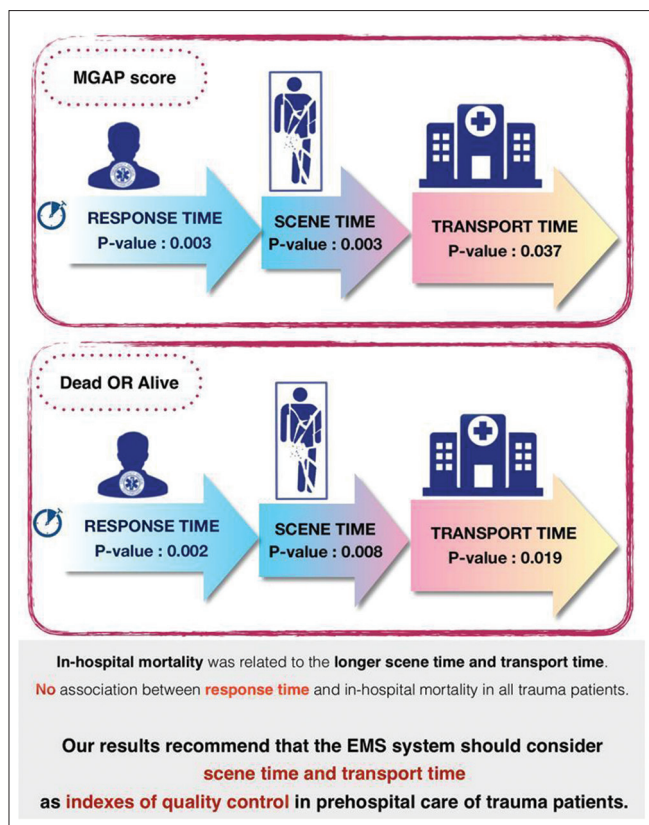 MGAP score
RESPONSE TIME
P-value : 0.003
SCENE TIME
P-value : 0.003
TRANSPORT TIME
P-value : 0.037
Dead OR Alive
RESPONSE TIME
P-value : 0.002
SCENE TIME
P-value : 0.008
TRANSPORT TIME
P-value : 0.019
In-hospital mortality was related to the longer scene time and transport time.
No association between response time and in-hospital mortality in all trauma patients.
Our results recommend that the EMS system should consider
scene time and transport time
as indexes of quality control in prehospital care of trauma patients.